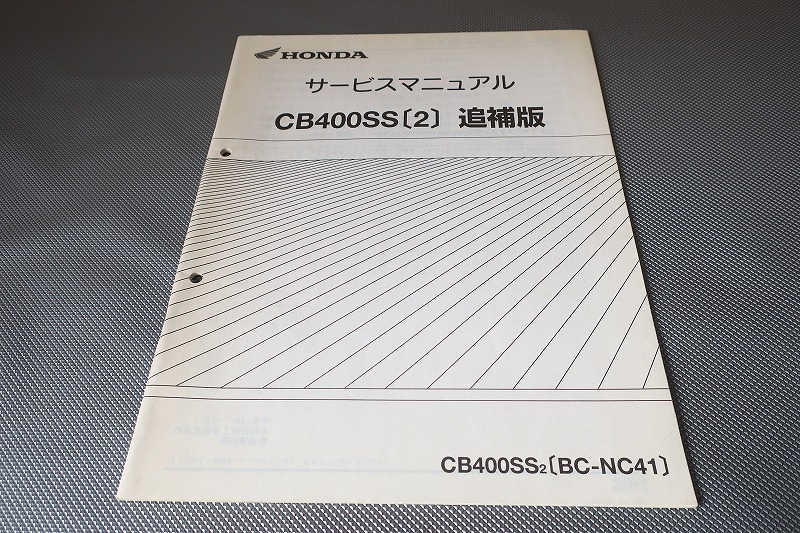 HONDA
サービスマニュアル
CB400SS〔2〕 追補版
CB400SS2〔BC-NC41〕